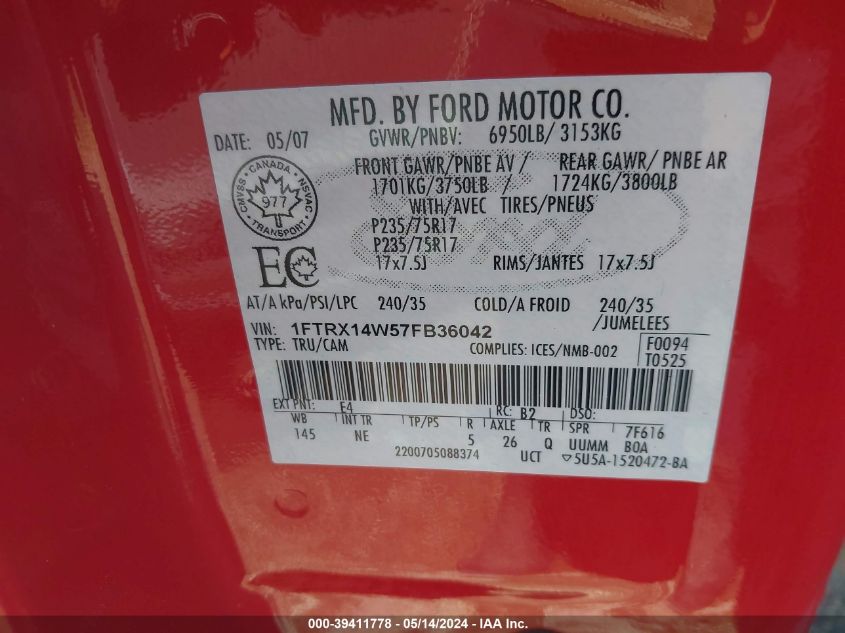 MFD. BY FORD MOTOR CO.
DATE: 05/07 GVWR/PNBV: 6950LB/ 3153KG
FRONT GAWR/PNBE AV / REAR GAWR/ PNBE AR
1701KG/3750LB / 1724KG/3800LB
WITH/AVEC TIRES/PNEUS
P235/75R17
P235/75R17
17x7.5J RIMS/JANTES 17x7.5J
CANADA
CMVSS NSVAC
977
TRANSPORT
EC
AT/A kPa/PSI/LPC 240/35 COLD/A FROID 240/35
/JUMELEES
VIN: 1FTRX14W57FB36042
TYPE: TRU/CAM COMPLIES: ICES/NMB-002
F0094
T0525
EXT PNT: E4 RC: B2 DSO:
WB INT TR TP/PS R AXLE TR SPR 7F616
145 NE 5 26 Q UUMM BOA
2200705088374 UCT ▽5U5A-1520472-BA
000-39411778 - 05/14/2024 - IAA Inc.